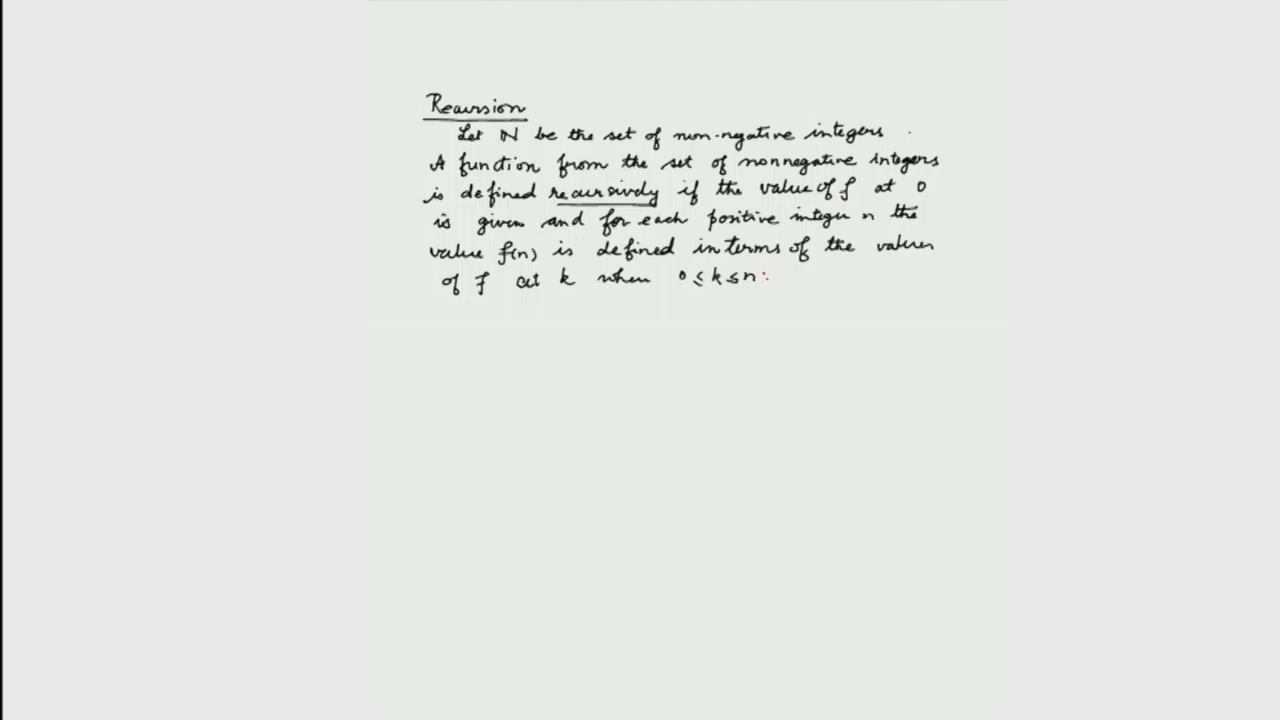 Recursion
Let ℕ be the set of non-negative integers.
A function from the set of nonnegative integers
is defined recursively if the value of f at 0
is given and for each positive integer n the
value f(n) is defined in terms of the values
of f at k when 0 ≤ k ≤ n.